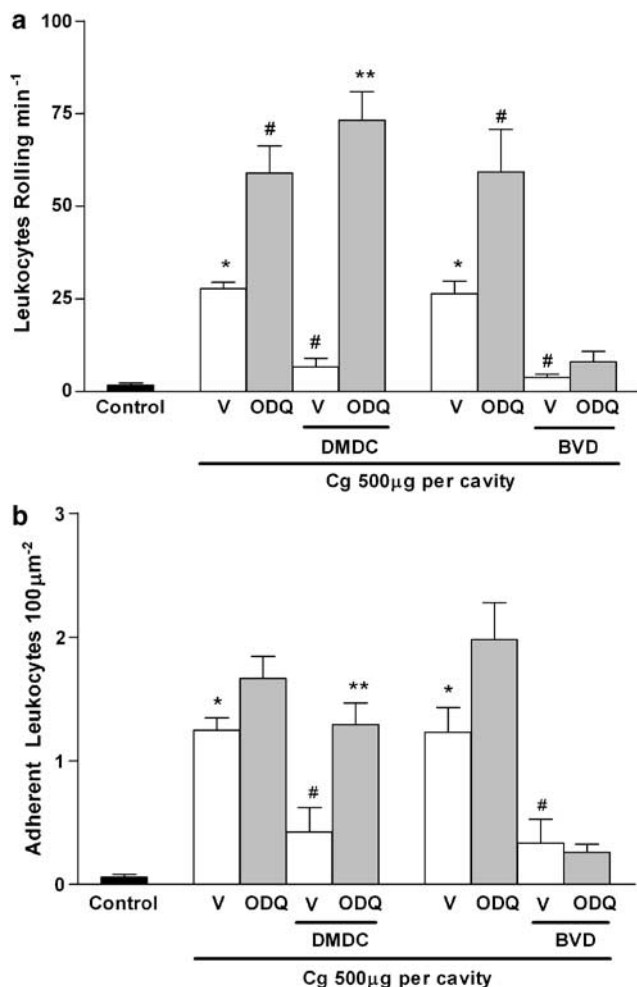 a
Leukocytes Rolling min⁻¹
100
75
50
25
0
* # # ** * # #
Control V ODQ V ODQ V ODQ V ODQ
DMDC BVD
Cg 500µg per cavity
b
Adherent Leukocytes 100µm⁻²
3
2
1
0
* # ** * #
Control V ODQ V ODQ V ODQ V ODQ
DMDC BVD
Cg 500µg per cavity